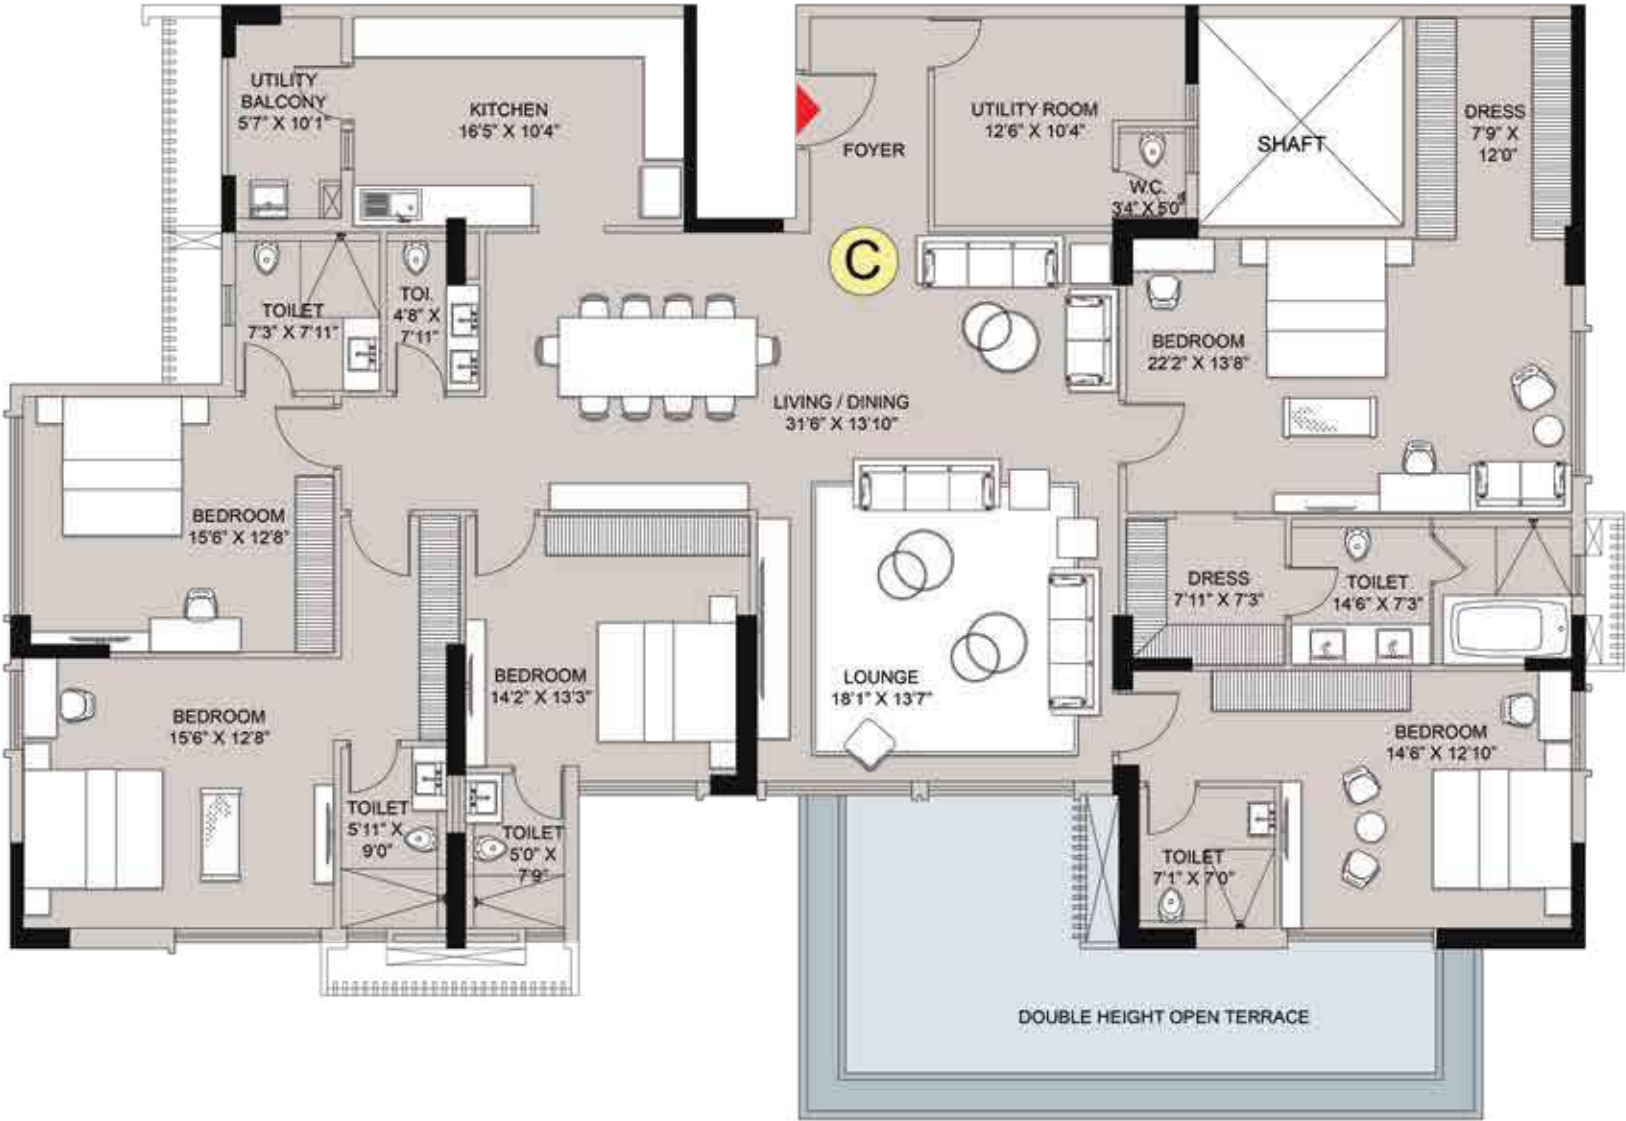 UTILITY
BALCONY
5'7" X 10'1"
KITCHEN
16'5" X 10'4"
FOYER
UTILITY ROOM
12'6" X 10'4"
W.C.
3'4" X 5'0"
SHAFT
DRESS
7'9" X
12'0"
TOILET
7'3" X 7'11"
TOI.
4'8" X
7'11"
C
LIVING / DINING
31'6" X 13'10"
BEDROOM
22'2" X 13'8"
BEDROOM
15'6" X 12'8"
DRESS
7'11" X 7'3"
TOILET
14'6" X 7'3"
BEDROOM
15'6" X 12'8"
BEDROOM
14'2" X 13'3"
LOUNGE
18'1" X 13'7"
BEDROOM
14'6" X 12'10"
TOILET
5'11" X
9'0"
TOILET
5'0" X
7'9"
TOILET
7'1" X 7'0"
DOUBLE HEIGHT OPEN TERRACE